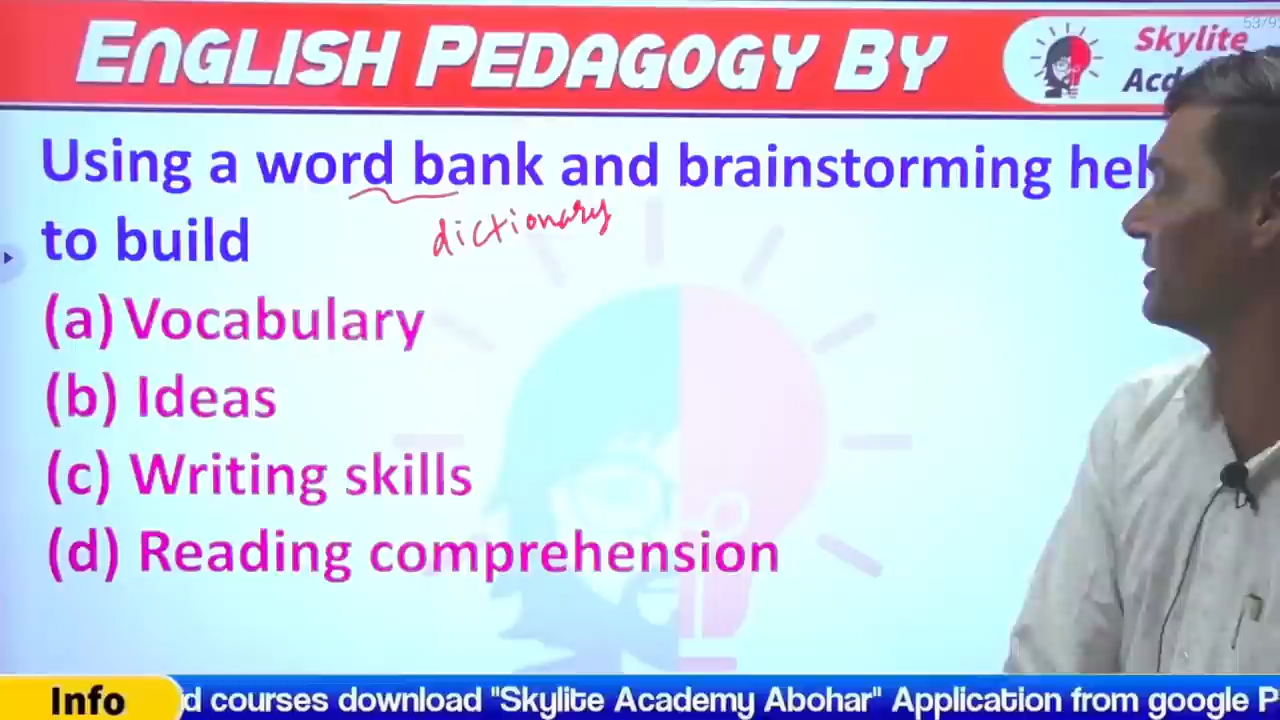 ENGLISH PEDAGOGY BY
Skylite
Using a word bank and brainstorming
dictionary
to build
(a) Vocabulary
(b) Ideas
(c) Writing skills
(d) Reading comprehension
Info
courses download "Skylite Academy Abohar" Application from google